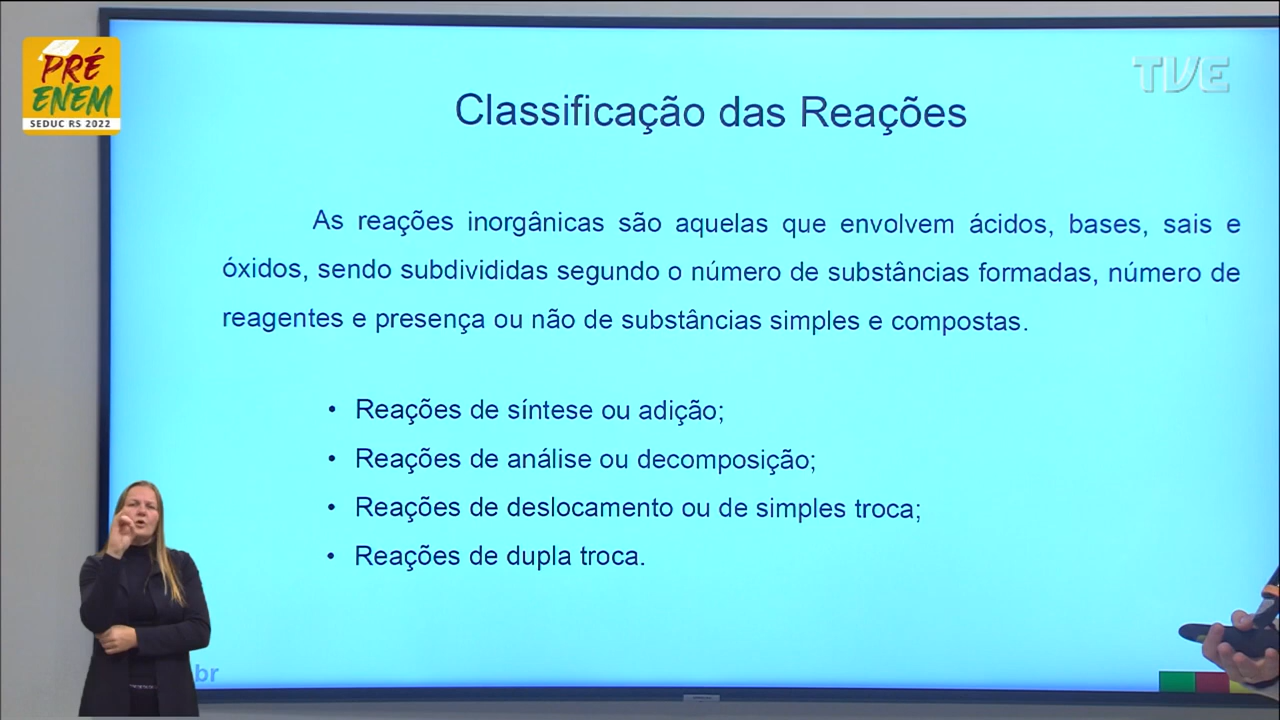 PRÉ
ENEM
SEDUC RS 2022
TVE
Classificação das Reações
As reações inorgânicas são aquelas que envolvem ácidos, bases, sais e
óxidos, sendo subdivididas segundo o número de substâncias formadas, número de
reagentes e presença ou não de substâncias simples e compostas.
• Reações de síntese ou adição;
• Reações de análise ou decomposição;
• Reações de deslocamento ou de simples troca;
• Reações de dupla troca.
br